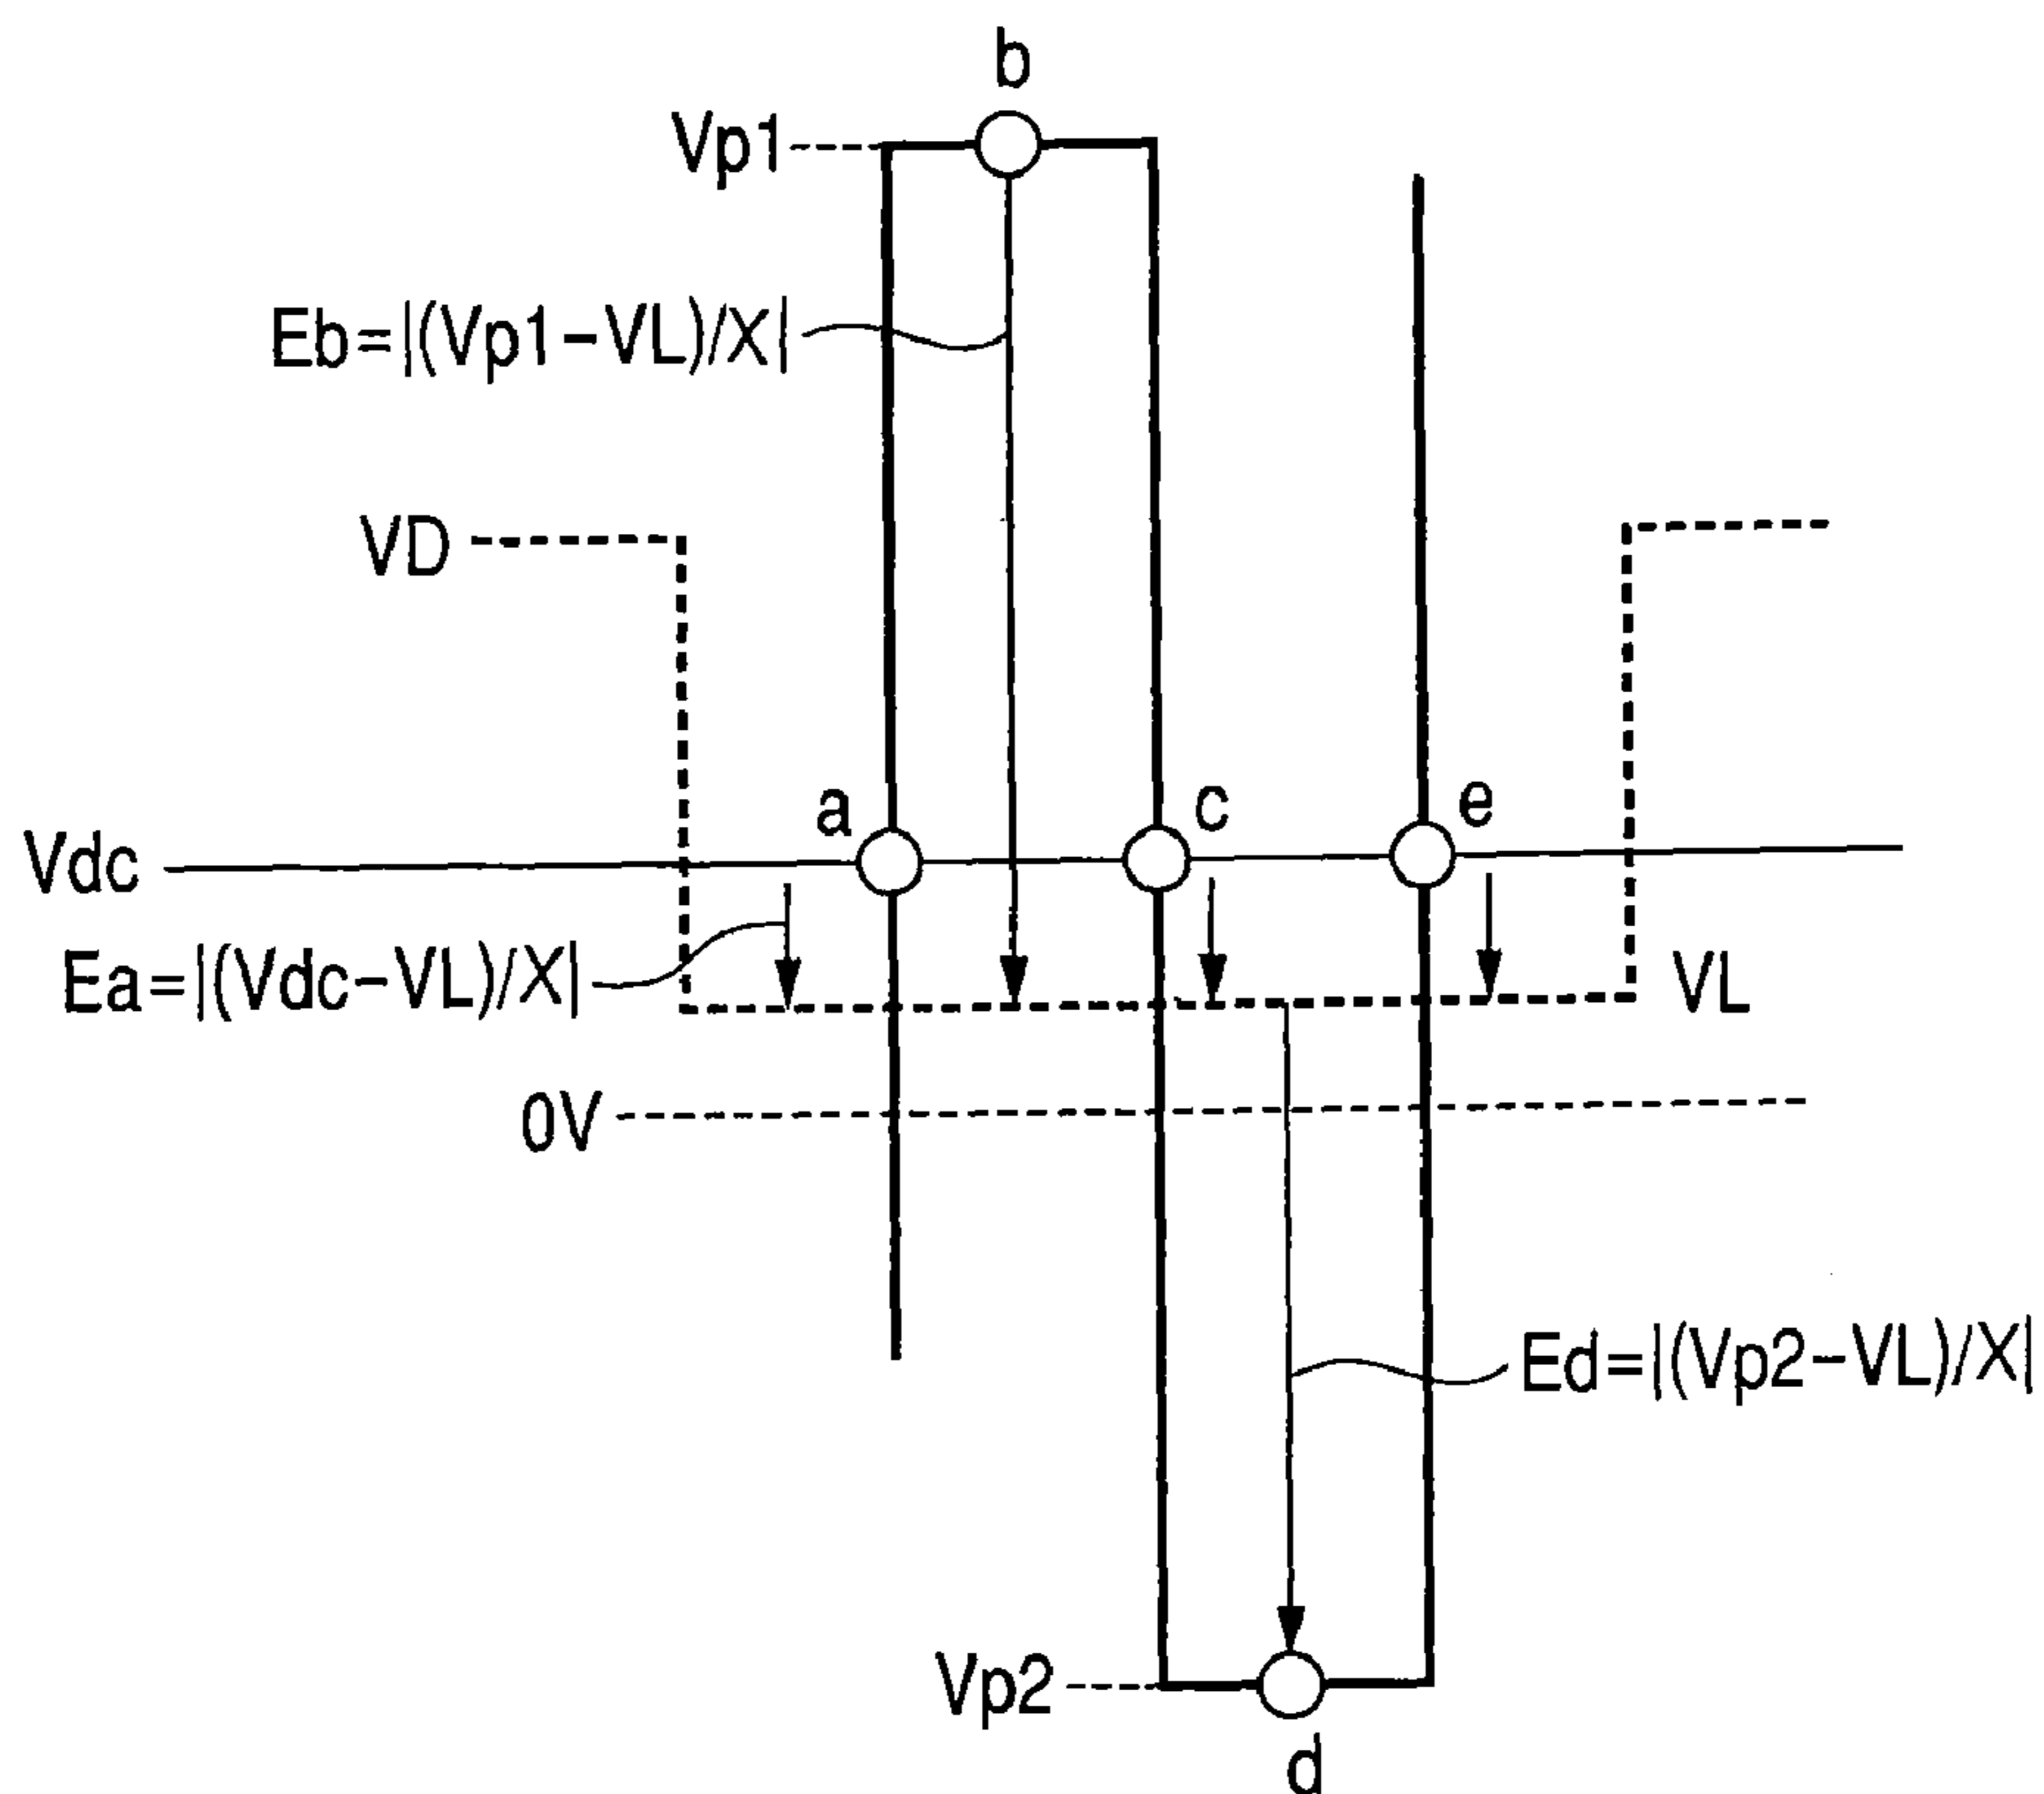 b
Vp1
Eb=|(Vp1-VL)/X|
VD
a
c
e
Vdc
Ea=|(Vdc-VL)/X|
VL
0V
Ed=|(Vp2-VL)/X|
Vp2
d